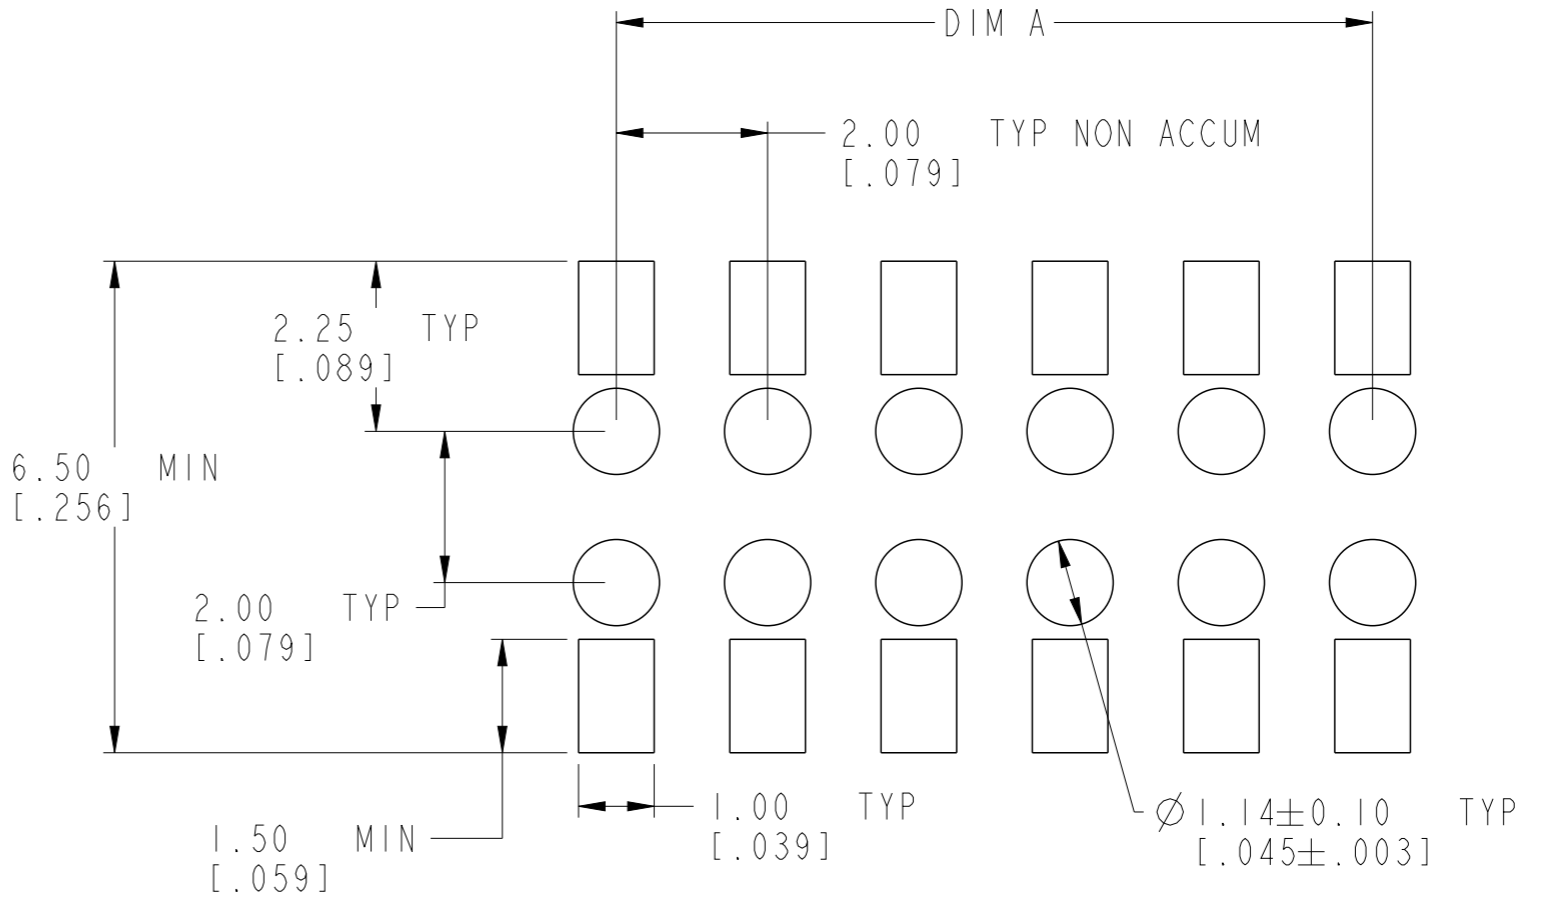 DIM A
2.00 TYP NON ACCUM
[.079]
2.25 TYP
[.089]
6.50 MIN
[.256]
2.00 TYP
[.079]
1.50 MIN
[.059]
1.00 TYP
[.039]
Ø1.14±0.10 TYP
[.045±.003]